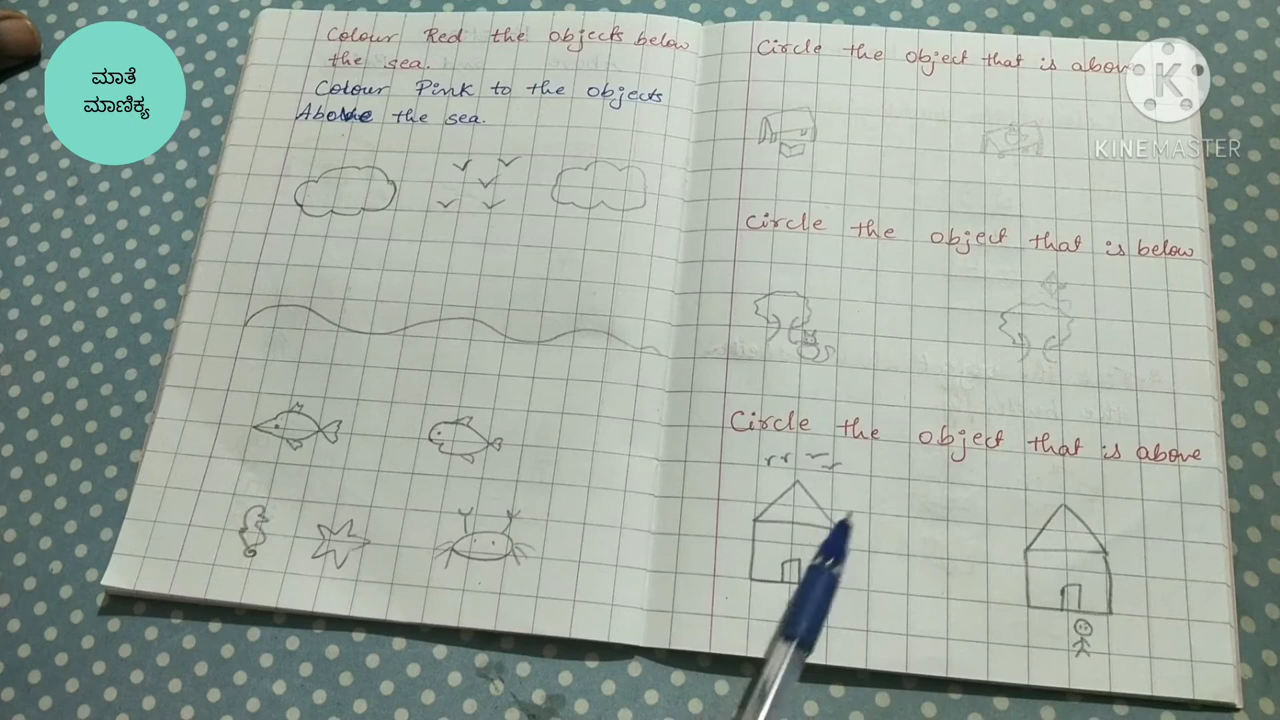 ಮಾತೆ
ಮಾಣಿಕ್ಯ
Colour Red the objects below
the sea.
Colour Pink to the objects
Above the sea.
Circle the object that is above
Circle the object that is below
Circle the object that is above
K
KINEMASTER